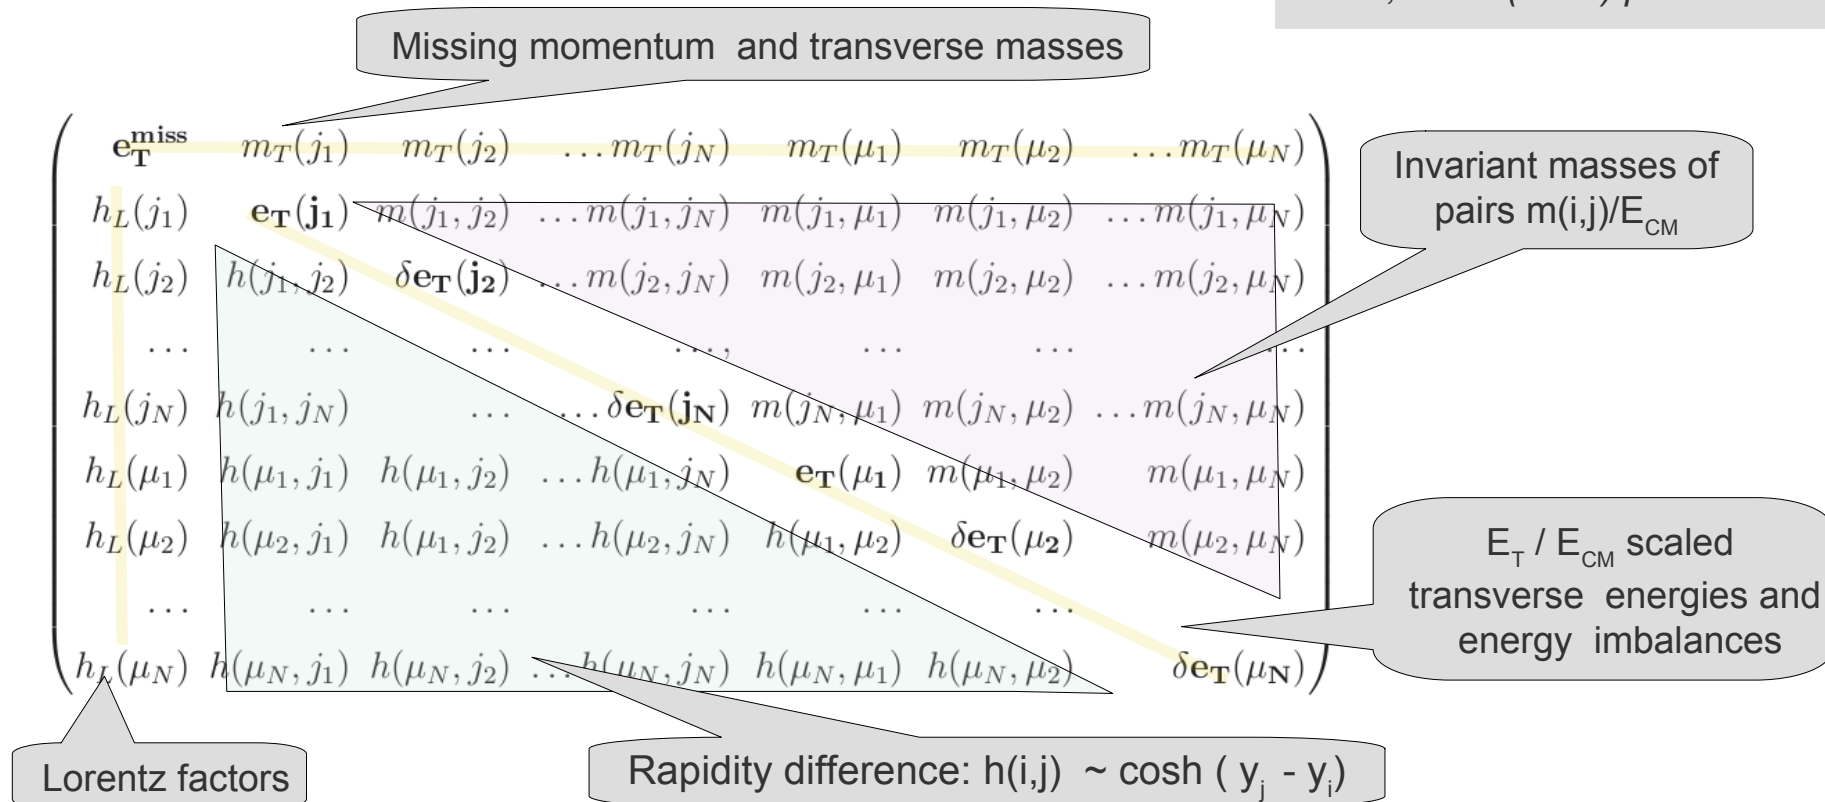 Missing momentum and transverse masses
e_T^miss m_T(j_1) m_T(j_2) … m_T(j_N) m_T(μ_1) m_T(μ_2) … m_T(μ_N)
h_L(j_1) e_T(j_1) m(j_1, j_2) … m(j_1, j_N) m(j_1, μ_1) m(j_1, μ_2) … m(j_1, μ_N)
h_L(j_2) h(j_1, j_2) δe_T(j_2) … m(j_2, j_N) m(j_2, μ_1) m(j_2, μ_2) … m(j_2, μ_N)
… … … …, … … …
h_L(j_N) h(j_1, j_N) … … δe_T(j_N) m(j_N, μ_1) m(j_N, μ_2) … m(j_N, μ_N)
h_L(μ_1) h(μ_1, j_1) h(μ_1, j_2) … h(μ_1, j_N) e_T(μ_1) m(μ_1, μ_2) m(μ_1, μ_N)
h_L(μ_2) h(μ_2, j_1) h(μ_1, j_2) … h(μ_2, j_N) h(μ_1, μ_2) δe_T(μ_2) m(μ_2, μ_N)
… … … … … …
h_L(μ_N) h(μ_N, j_1) h(μ_N, j_2) … h(μ_N, j_N) h(μ_N, μ_1) h(μ_N, μ_2) δe_T(μ_N)
Invariant masses of
pairs m(i,j)/E_CM
E_T / E_CM scaled
transverse energies and
energy imbalances
Lorentz factors
Rapidity difference: h(i,j) ~ cosh ( y_j - y_i)